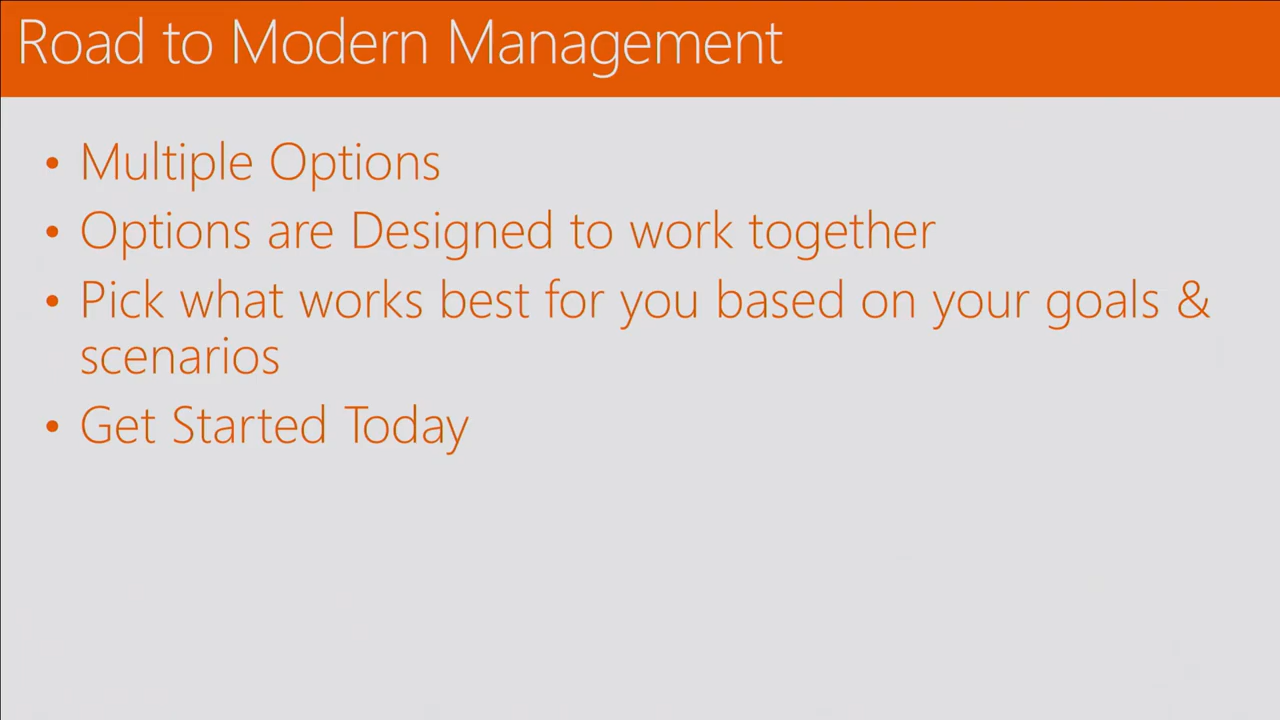 Road to Modern Management
• Multiple Options
• Options are Designed to work together
• Pick what works best for you based on your goals &
scenarios
• Get Started Today